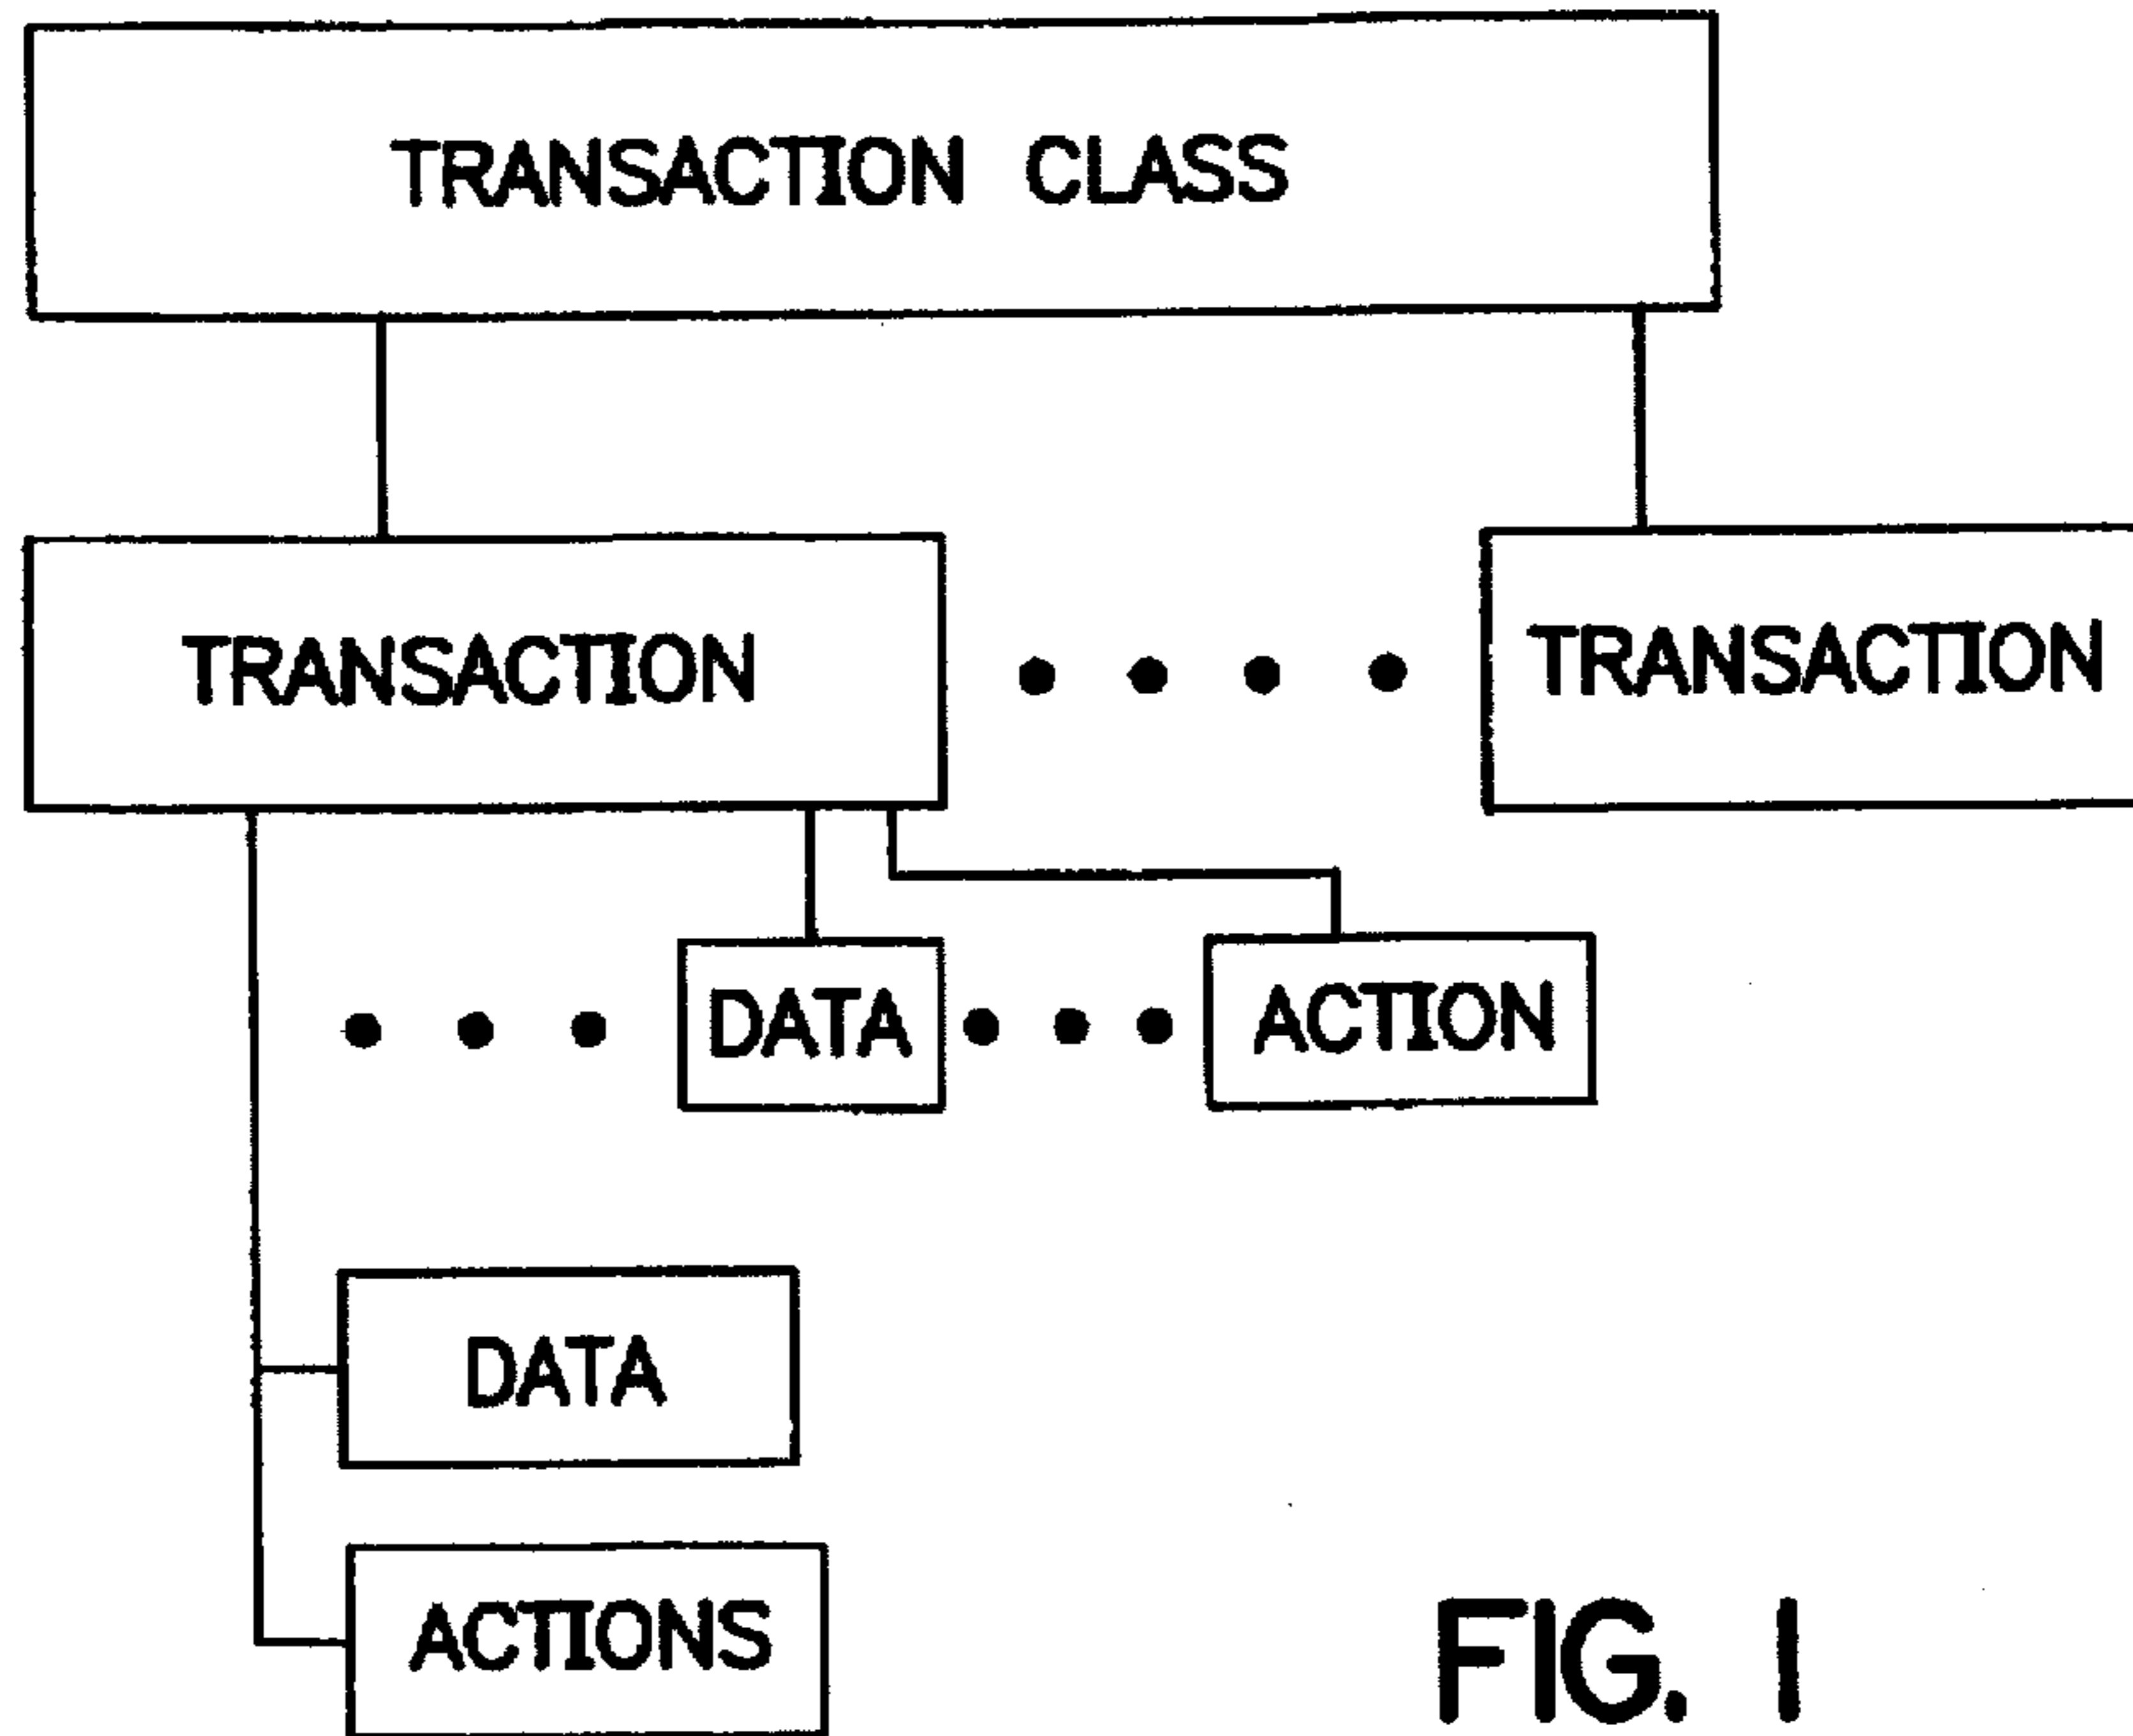 TRANSACTION CLASS
TRANSACTION
TRANSACTION
DATA
ACTION
DATA
ACTIONS
FIG. 1